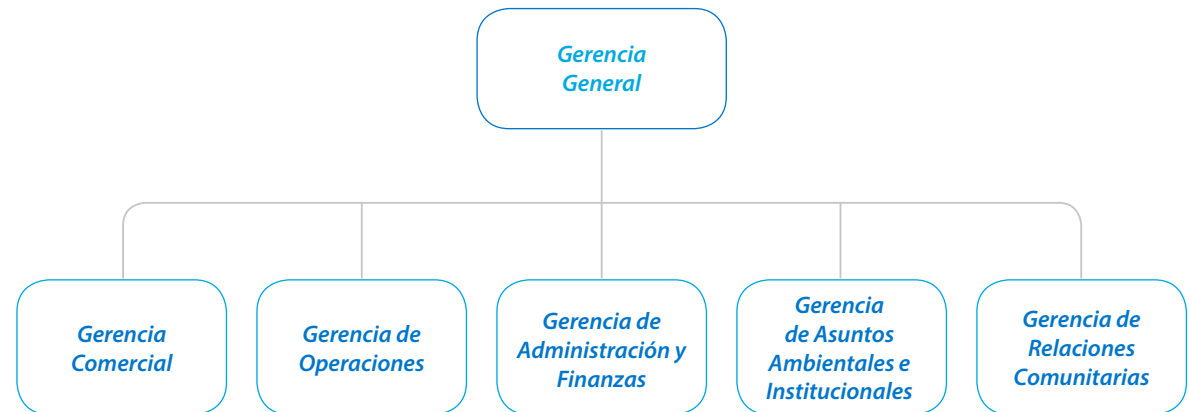 Gerencia
General
Gerencia
Comercial
Gerencia de
Operaciones
Gerencia de
Administración y
Finanzas
Gerencia
de Asuntos
Ambientales e
Institucionales
Gerencia de
Relaciones
Comunitarias